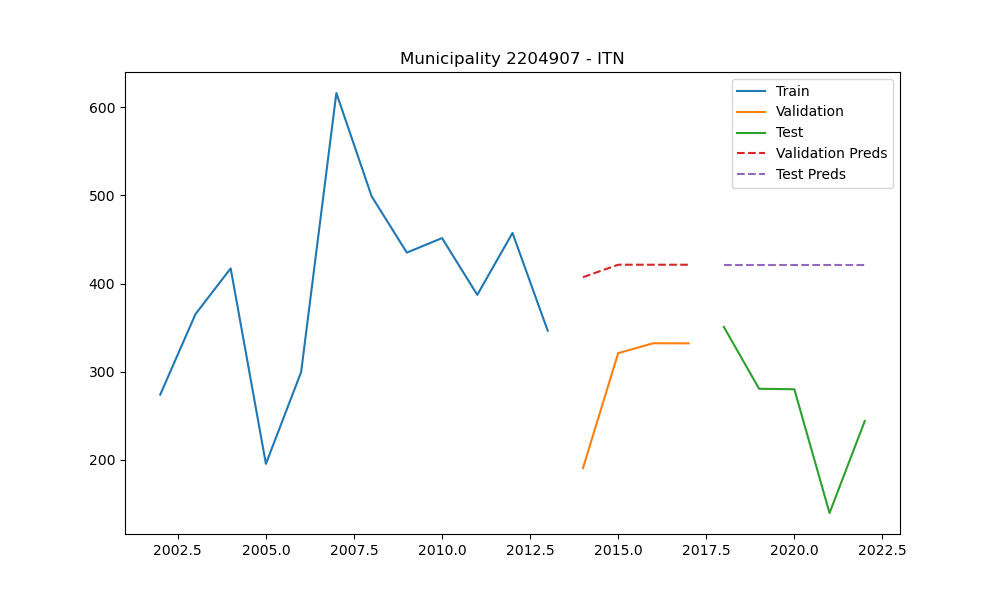 Municipality 2204907 - ITN
Train
Validation
Test
Validation Preds
Test Preds
600
500
400
300
200
2002.5 2005.0 2007.5 2010.0 2012.5 2015.0 2017.5 2020.0 2022.5